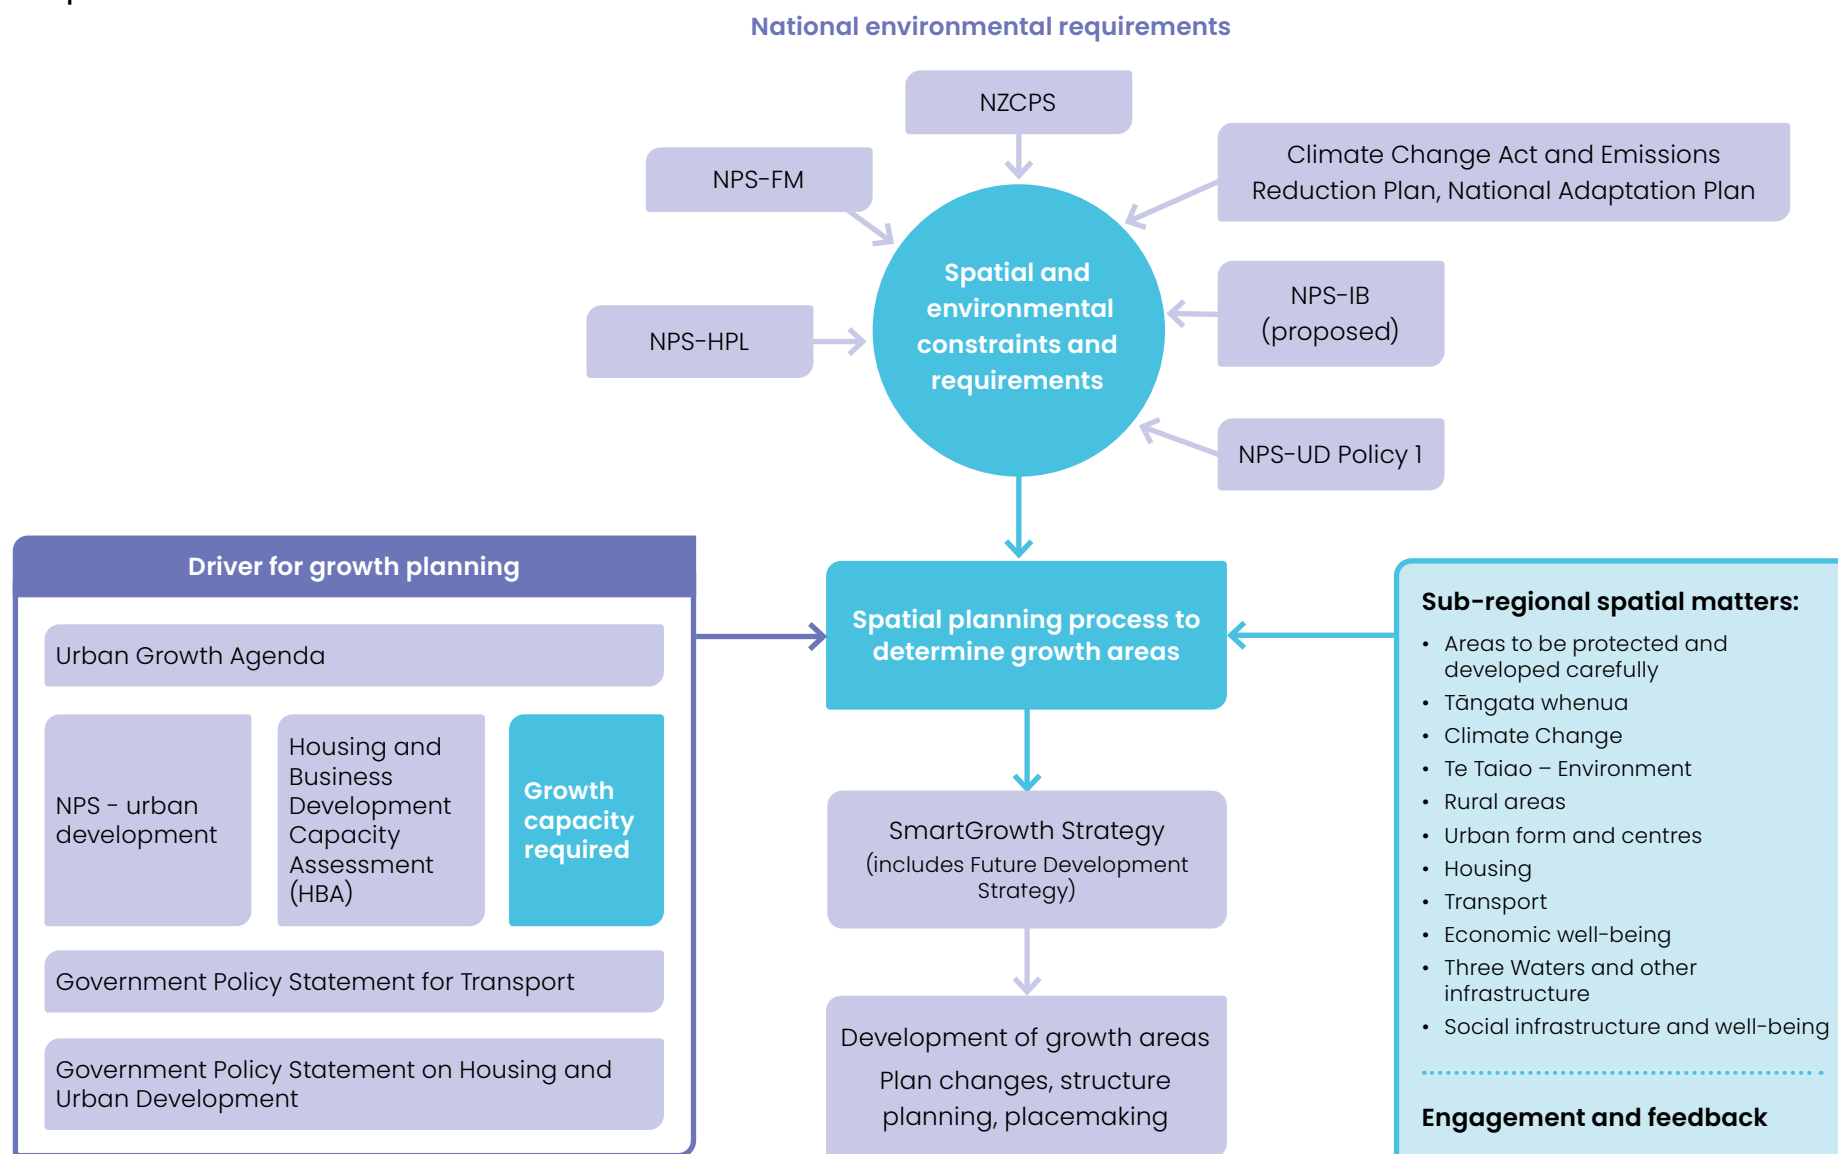 National environmental requirements
NZCPS
NPS-FM
Climate Change Act and Emissions
Reduction Plan, National Adaptation Plan
Spatial and
environmental
constraints and
requirements
NPS-IB
(proposed)
NPS-HPL
NPS-UD Policy 1
Driver for growth planning
Urban Growth Agenda
NPS - urban
development
Housing and
Business
Development
Capacity
Assessment
(HBA)
Growth
capacity
required
Government Policy Statement for Transport
Government Policy Statement on Housing and
Urban Development
Spatial planning process to
determine growth areas
SmartGrowth Strategy
(includes Future Development
Strategy)
Development of growth areas
Plan changes, structure
planning, placemaking
Sub-regional spatial matters:
• Areas to be protected and
developed carefully
• Tāngata whenua
• Climate Change
• Te Taiao – Environment
• Rural areas
• Urban form and centres
• Housing
• Transport
• Economic well-being
• Three Waters and other
infrastructure
• Social infrastructure and well-being
Engagement and feedback